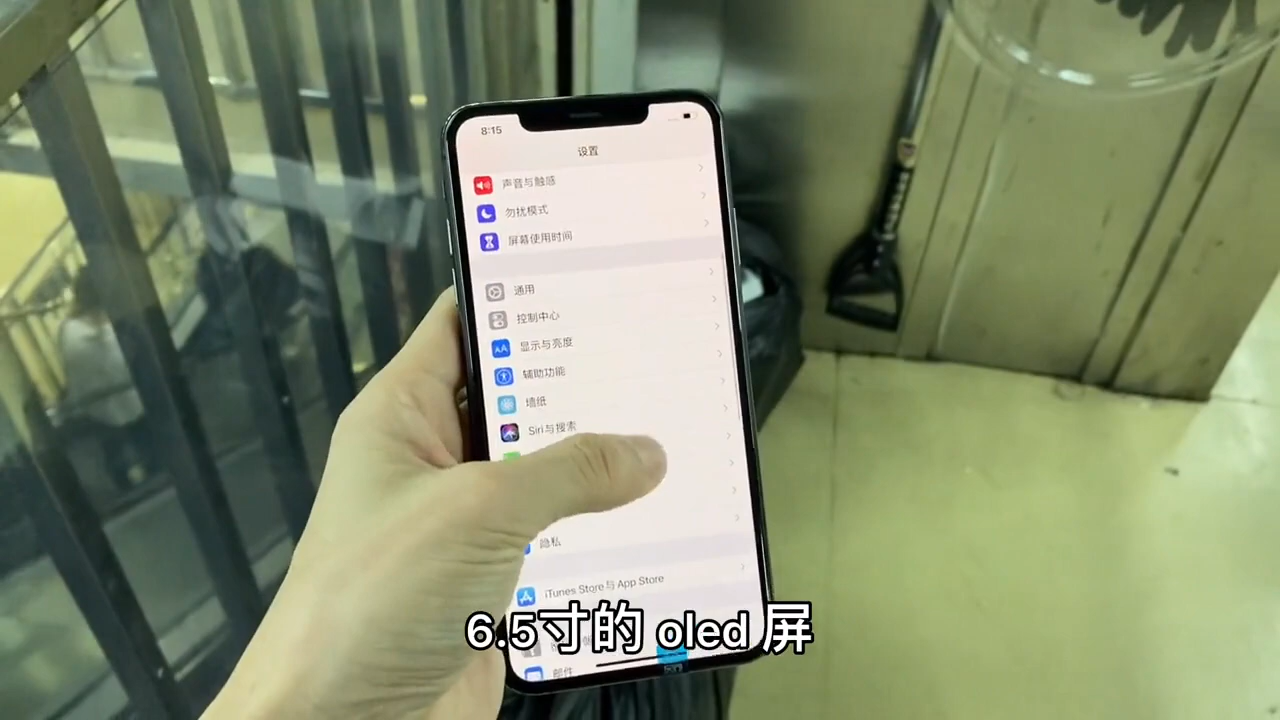 8:15
设置
声音与触感
勿扰模式
屏幕使用时间
通用
控制中心
显示与亮度
AA
辅助功能
墙纸
Siri与搜索
隐私
iTunes Store与 App Store
6.5寸的 oled 屏